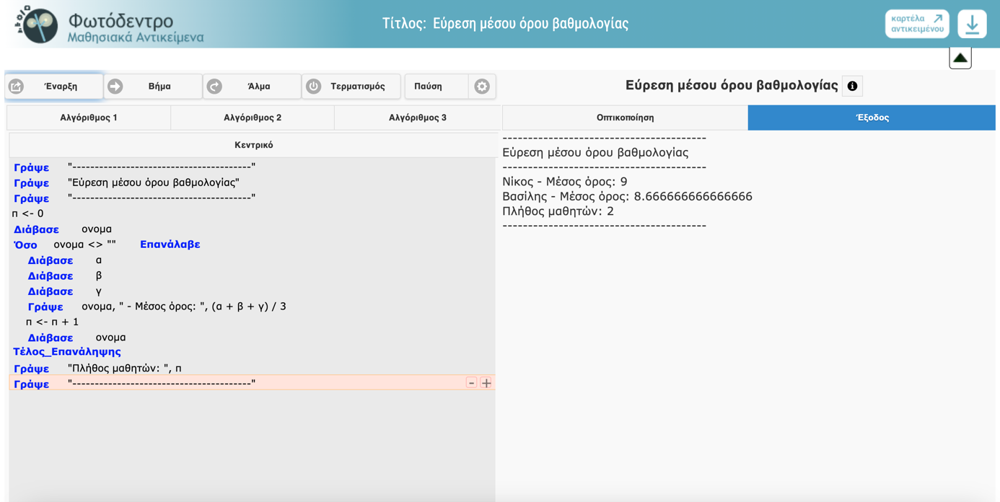 Φωτόδεντρο
Μαθησιακά Αντικείμενα
Τίτλος: Εύρεση μέσου όρου βαθμολογίας
καρτέλα
αντικειμένου
Έναρξη
Βήμα
Άλμα
Τερματισμός
Παύση
Εύρεση μέσου όρου βαθμολογίας
Αλγόριθμος 1
Αλγόριθμος 2
Αλγόριθμος 3
Οπτικοποίηση
Έξοδος
Κεντρικό
Γράψε "----------------------------------------"
Γράψε "Εύρεση μέσου όρου βαθμολογίας"
Γράψε "----------------------------------------"
π <- 0
Διάβασε ονομα
Όσο ονομα <> "" Επανάλαβε
Διάβασε α
Διάβασε β
Διάβασε γ
Γράψε ονομα, " - Μέσος όρος: ", (α + β + γ) / 3
π <- π + 1
Διάβασε ονομα
Τέλος_Επανάληψης
Γράψε "Πλήθος μαθητών: ", π
Γράψε "----------------------------------------"
- +
----------------------------------------
Εύρεση μέσου όρου βαθμολογίας
----------------------------------------
Νίκος - Μέσος όρος: 9
Βασίλης - Μέσος όρος: 8.666666666666666
Πλήθος μαθητών: 2
----------------------------------------